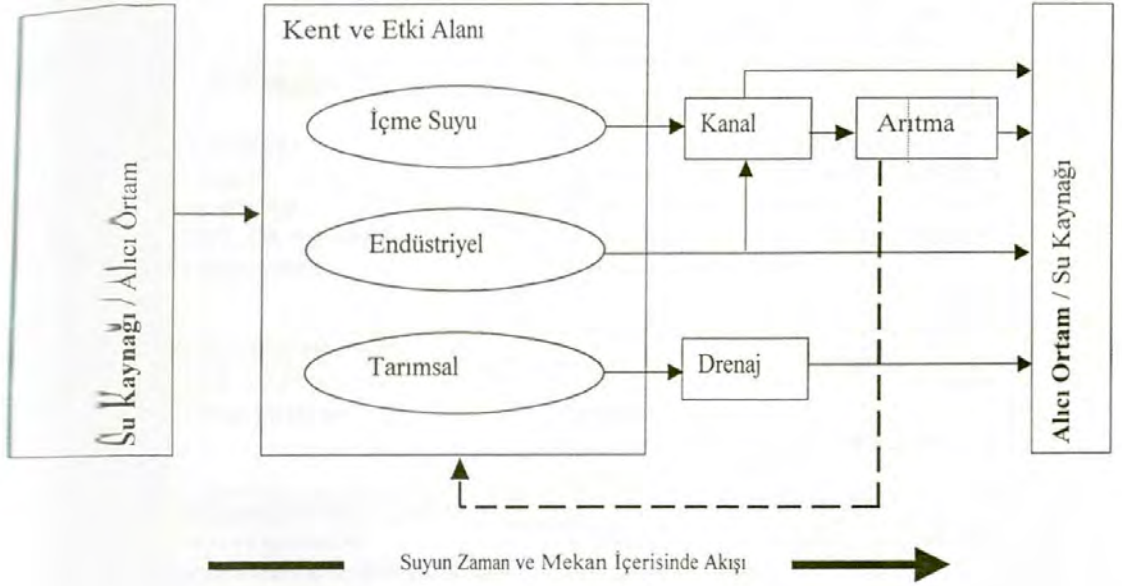 Kent ve Etki Alanı
İçme Suyu
Kanal
Arıtma
Endüstriyel
Tarımsal
Drenaj
Su Kaynağı / Alıcı Ortam
Alıcı Ortam / Su Kaynağı
Suyun Zaman ve Mekan İçerisinde Akışı